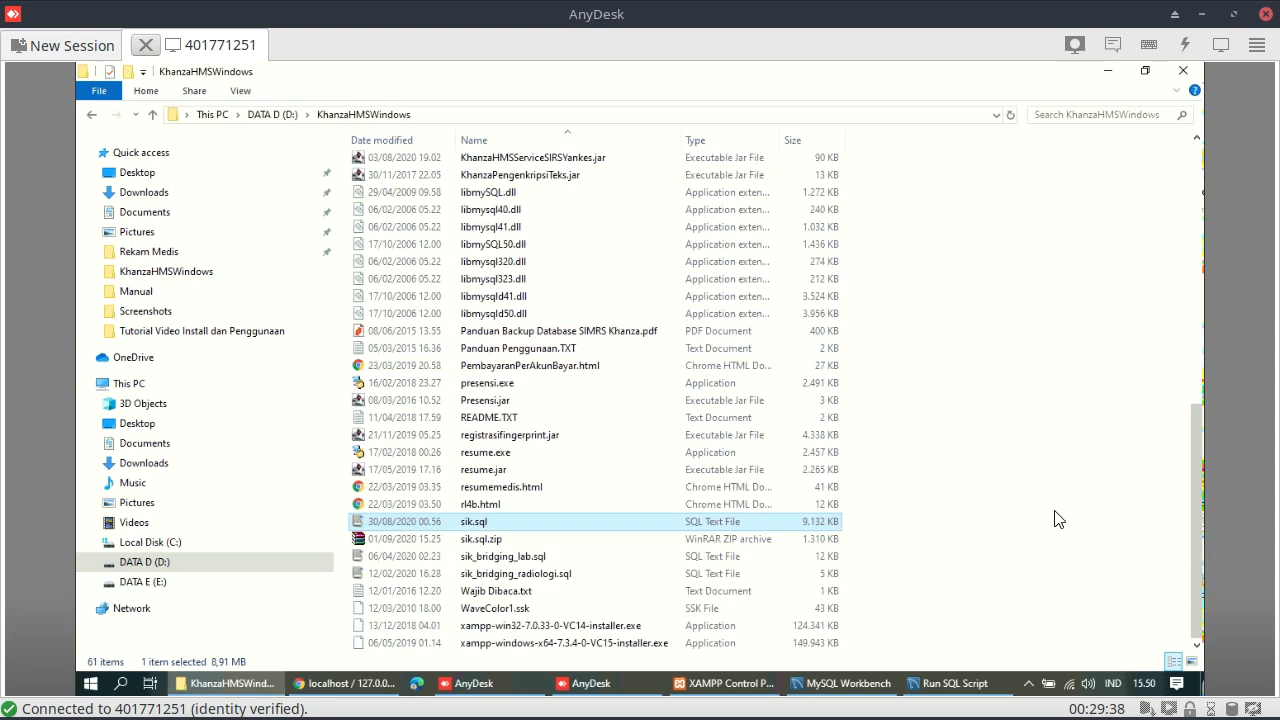 AnyDesk
New Session
401771251
KhanzaHMSWindows
File Home Share View
This PC > DATA D (D:) > KhanzaHMSWindows
Search KhanzaHMSWindows
Date modified Name Type Size
Quick access
Desktop
Downloads
Documents
Pictures
Rekam Medis
KhanzaHMSWindows
Manual
Screenshots
Tutorial Video Install dan Penggunaan
OneDrive
This PC
3D Objects
Desktop
Documents
Downloads
Music
Pictures
Videos
Local Disk (C:)
DATA D (D:)
DATA E (E:)
Network
03/08/2020 19.02 KhanzaHMSServiceSIRSYankes.jar Executable Jar File 90 KB
30/11/2017 22.05 KhanzaPengenkripsiTeks.jar Executable Jar File 13 KB
29/04/2009 09.58 libmySQL.dll Application exten... 1.272 KB
06/02/2006 05.22 libmysql40.dll Application exten... 240 KB
06/02/2006 05.22 libmysql41.dll Application exten... 1.032 KB
17/10/2006 12.00 libmySQL50.dll Application exten... 1.436 KB
06/02/2006 05.22 libmysql320.dll Application exten... 274 KB
06/02/2006 05.22 libmysql323.dll Application exten... 212 KB
17/10/2006 12.00 libmysqld41.dll Application exten... 3.524 KB
17/10/2006 12.00 libmysqld50.dll Application exten... 3.956 KB
08/06/2015 13.55 Panduan Backup Database SIMRS Khanza.pdf PDF Document 400 KB
05/03/2015 16.36 Panduan Penggunaan.TXT Text Document 2 KB
23/03/2019 20.58 PembayaranPerAkunBayar.html Chrome HTML Do... 27 KB
16/02/2018 23.27 presensi.exe Application 2.491 KB
08/03/2016 10.52 Presensi.jar Executable Jar File 3 KB
11/04/2018 17.59 README.TXT Text Document 2 KB
21/11/2019 05.25 registrasifingerprint.jar Executable Jar File 4.338 KB
17/02/2018 00.26 resume.exe Application 2.457 KB
17/05/2019 17.16 resume.jar Executable Jar File 2.265 KB
22/03/2019 03.35 resumemedis.html Chrome HTML Do... 41 KB
22/03/2019 03.50 rl4b.html Chrome HTML Do... 12 KB
30/08/2020 00.56 sik.sql SQL Text File 9.132 KB
01/09/2020 15.25 sik.sql.zip WinRAR ZIP archive 1.310 KB
06/04/2020 02.23 sik_bridging_lab.sql SQL Text File 12 KB
12/02/2020 16.28 sik_bridging_radiologi.sql SQL Text File 5 KB
12/01/2016 12.20 Wajib Dibaca.txt Text Document 1 KB
12/03/2010 18.00 WaveColor1.ssk SSK File 43 KB
13/12/2018 04.01 xampp-win32-7.0.33-0-VC14-installer.exe Application 124.341 KB
06/05/2019 01.14 xampp-windows-x64-7.3.4-0-VC15-installer.exe Application 149.943 KB
61 items 1 item selected 8,91 MB
KhanzaHMSWind... localhost / 127.0.0... AnyDesk AnyDesk XAMPP Control P... MySQL Workbench Run SQL Script IND 15.50
Connected to 401771251 (identity verified). 00:29:38